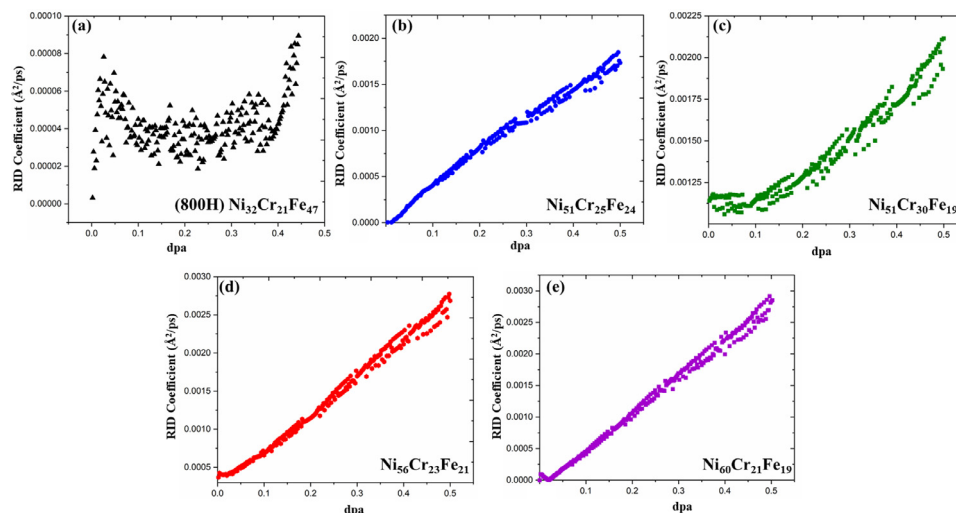 (a)
RID Coefficient (Å²/ps)
0.00010
0.00008
0.00006
0.00004
0.00002
0.00000
(800H) Ni₃₂Cr₂₁Fe₄₇
0.0 0.1 0.2 0.3 0.4 0.5
dpa
(b)
RID Coefficient (Å²/ps)
0.0020
0.0015
0.0010
0.0005
0.0000
Ni₅₁Cr₂₅Fe₂₄
0.1 0.2 0.3 0.4 0.5
dpa
(c)
RID Coefficient (Å²/ps)
0.00225
0.00200
0.00175
0.00150
0.00125
Ni₅₁Cr₃₀Fe₁₉
0.0 0.1 0.2 0.3 0.4 0.5
dpa
(d)
RID Coefficient (Å²/ps)
0.0030
0.0025
0.0020
0.0015
0.0010
0.0005
Ni₅₆Cr₂₃Fe₂₁
0.0 0.1 0.2 0.3 0.4 0.5
dpa
(e)
RID Coefficient (Å²/ps)
0.0030
0.0025
0.0020
0.0015
0.0010
0.0005
0.0000
Ni₆₀Cr₂₁Fe₁₉
0.1 0.2 0.3 0.4 0.5
dpa